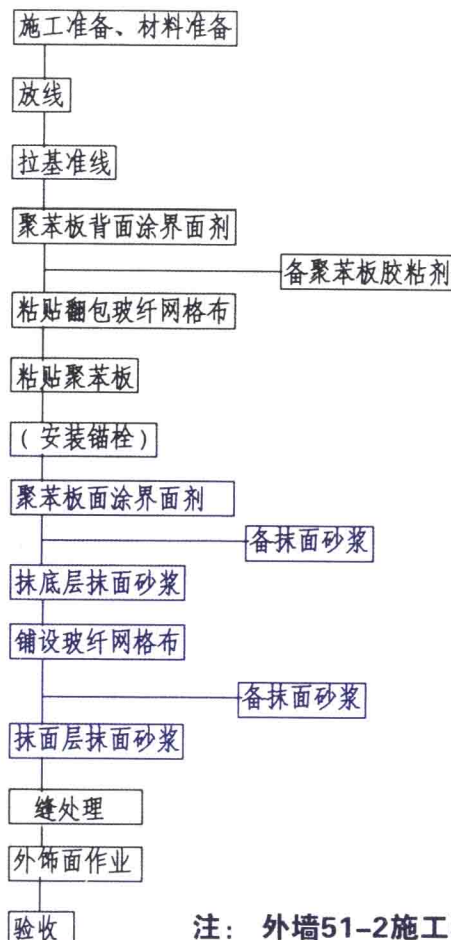 施工准备、材料准备
放线
拉基准线
聚苯板背面涂界面剂
备聚苯板胶粘剂
粘贴翻包玻纤网格布
粘贴聚苯板
(安装锚栓)
聚苯板面涂界面剂
备抹面砂浆
抹底层抹面砂浆
铺设玻纤网格布
备抹面砂浆
抹面层抹面砂浆
缝处理
外饰面作业
验收
注: 外墙51-2施工